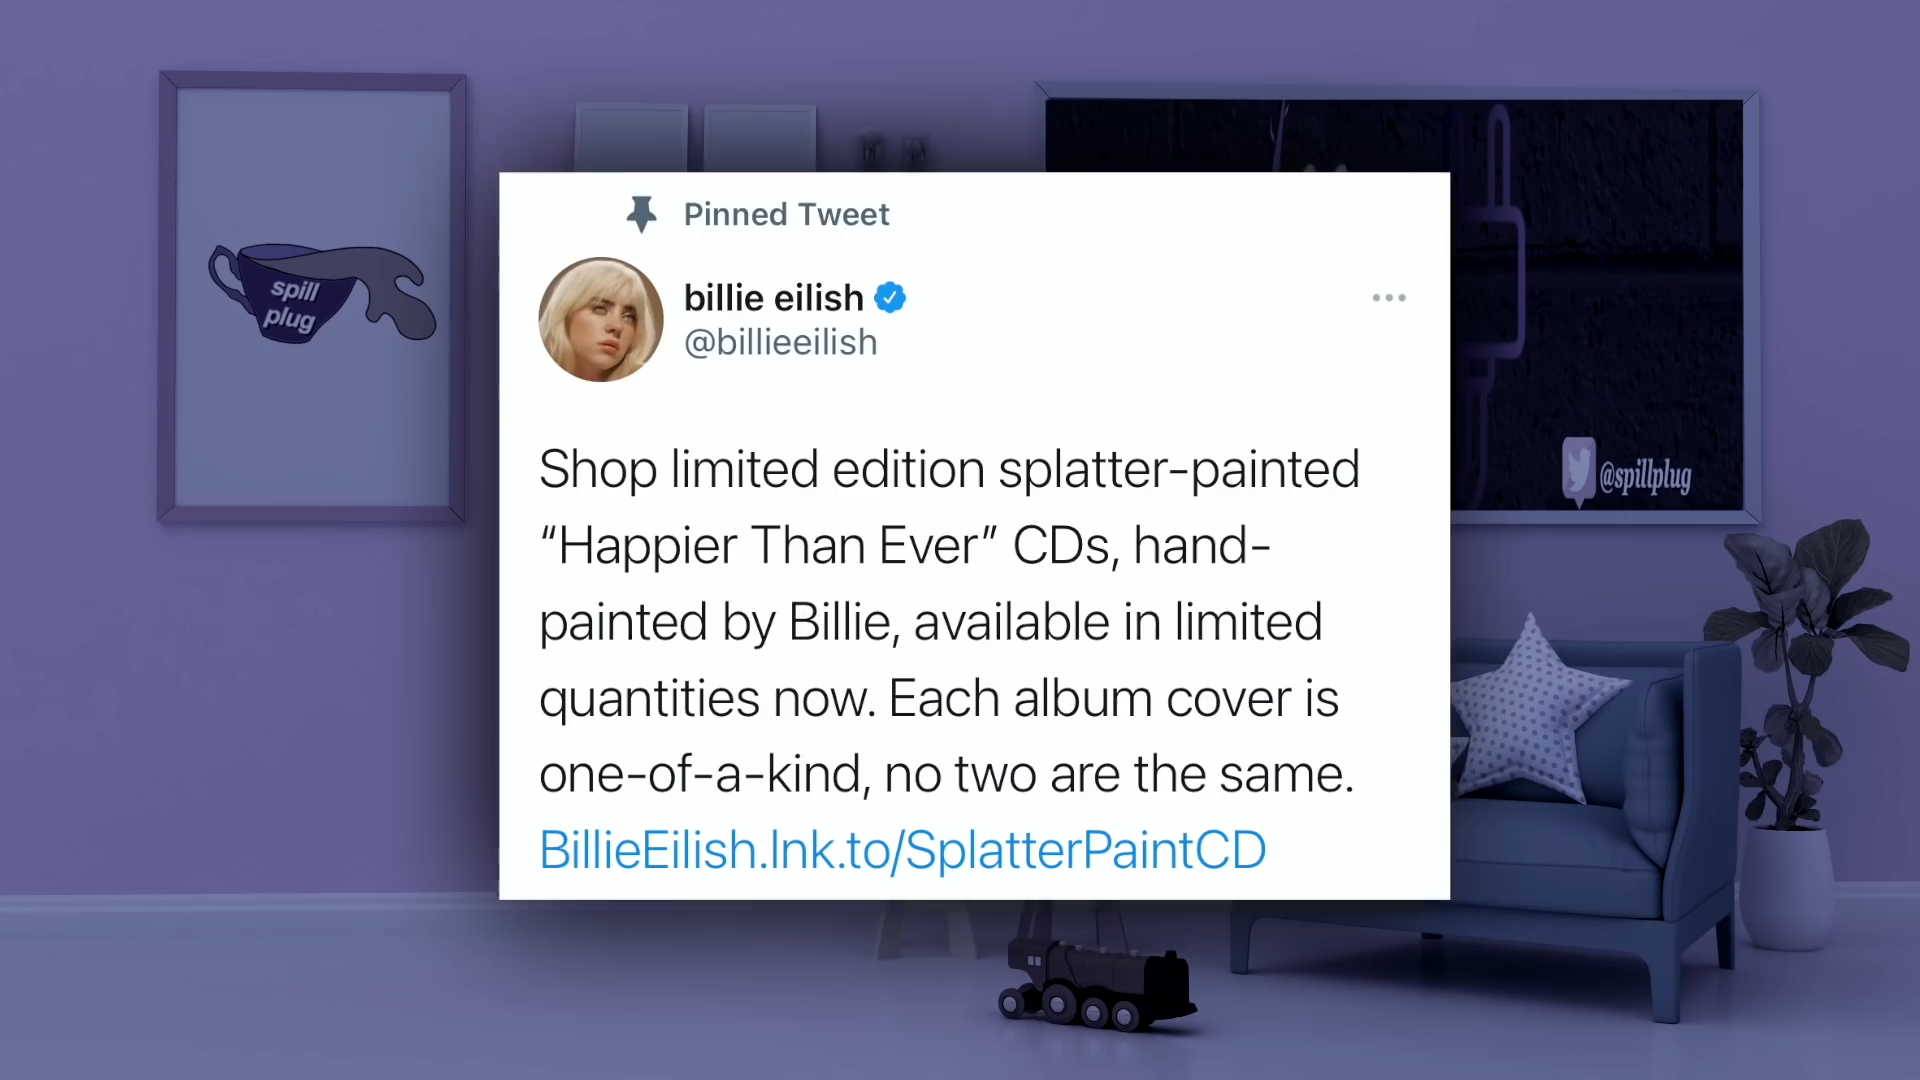 spill
plug
Pinned Tweet
billie eilish
@billieeilish
Shop limited edition splatter-painted
“Happier Than Ever” CDs, hand-
painted by Billie, available in limited
quantities now. Each album cover is
one-of-a-kind, no two are the same.
BillieEilish.lnk.to/SplatterPaintCD
@spillplug